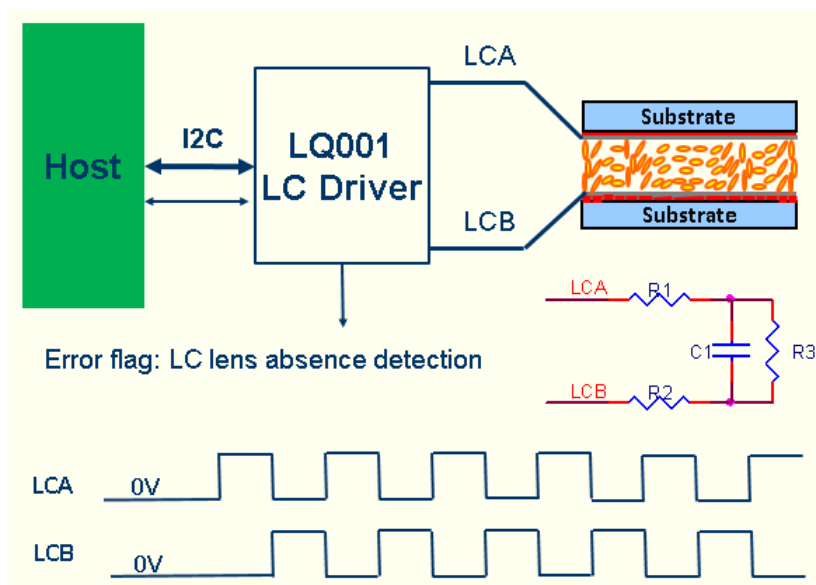 LCA
Substrate
Host
I2C
LQ001
LC Driver
LCB
Substrate
LCA
R1
C1
R3
LCB
R2
Error flag: LC lens absence detection
LCA
0V
LCB
0V